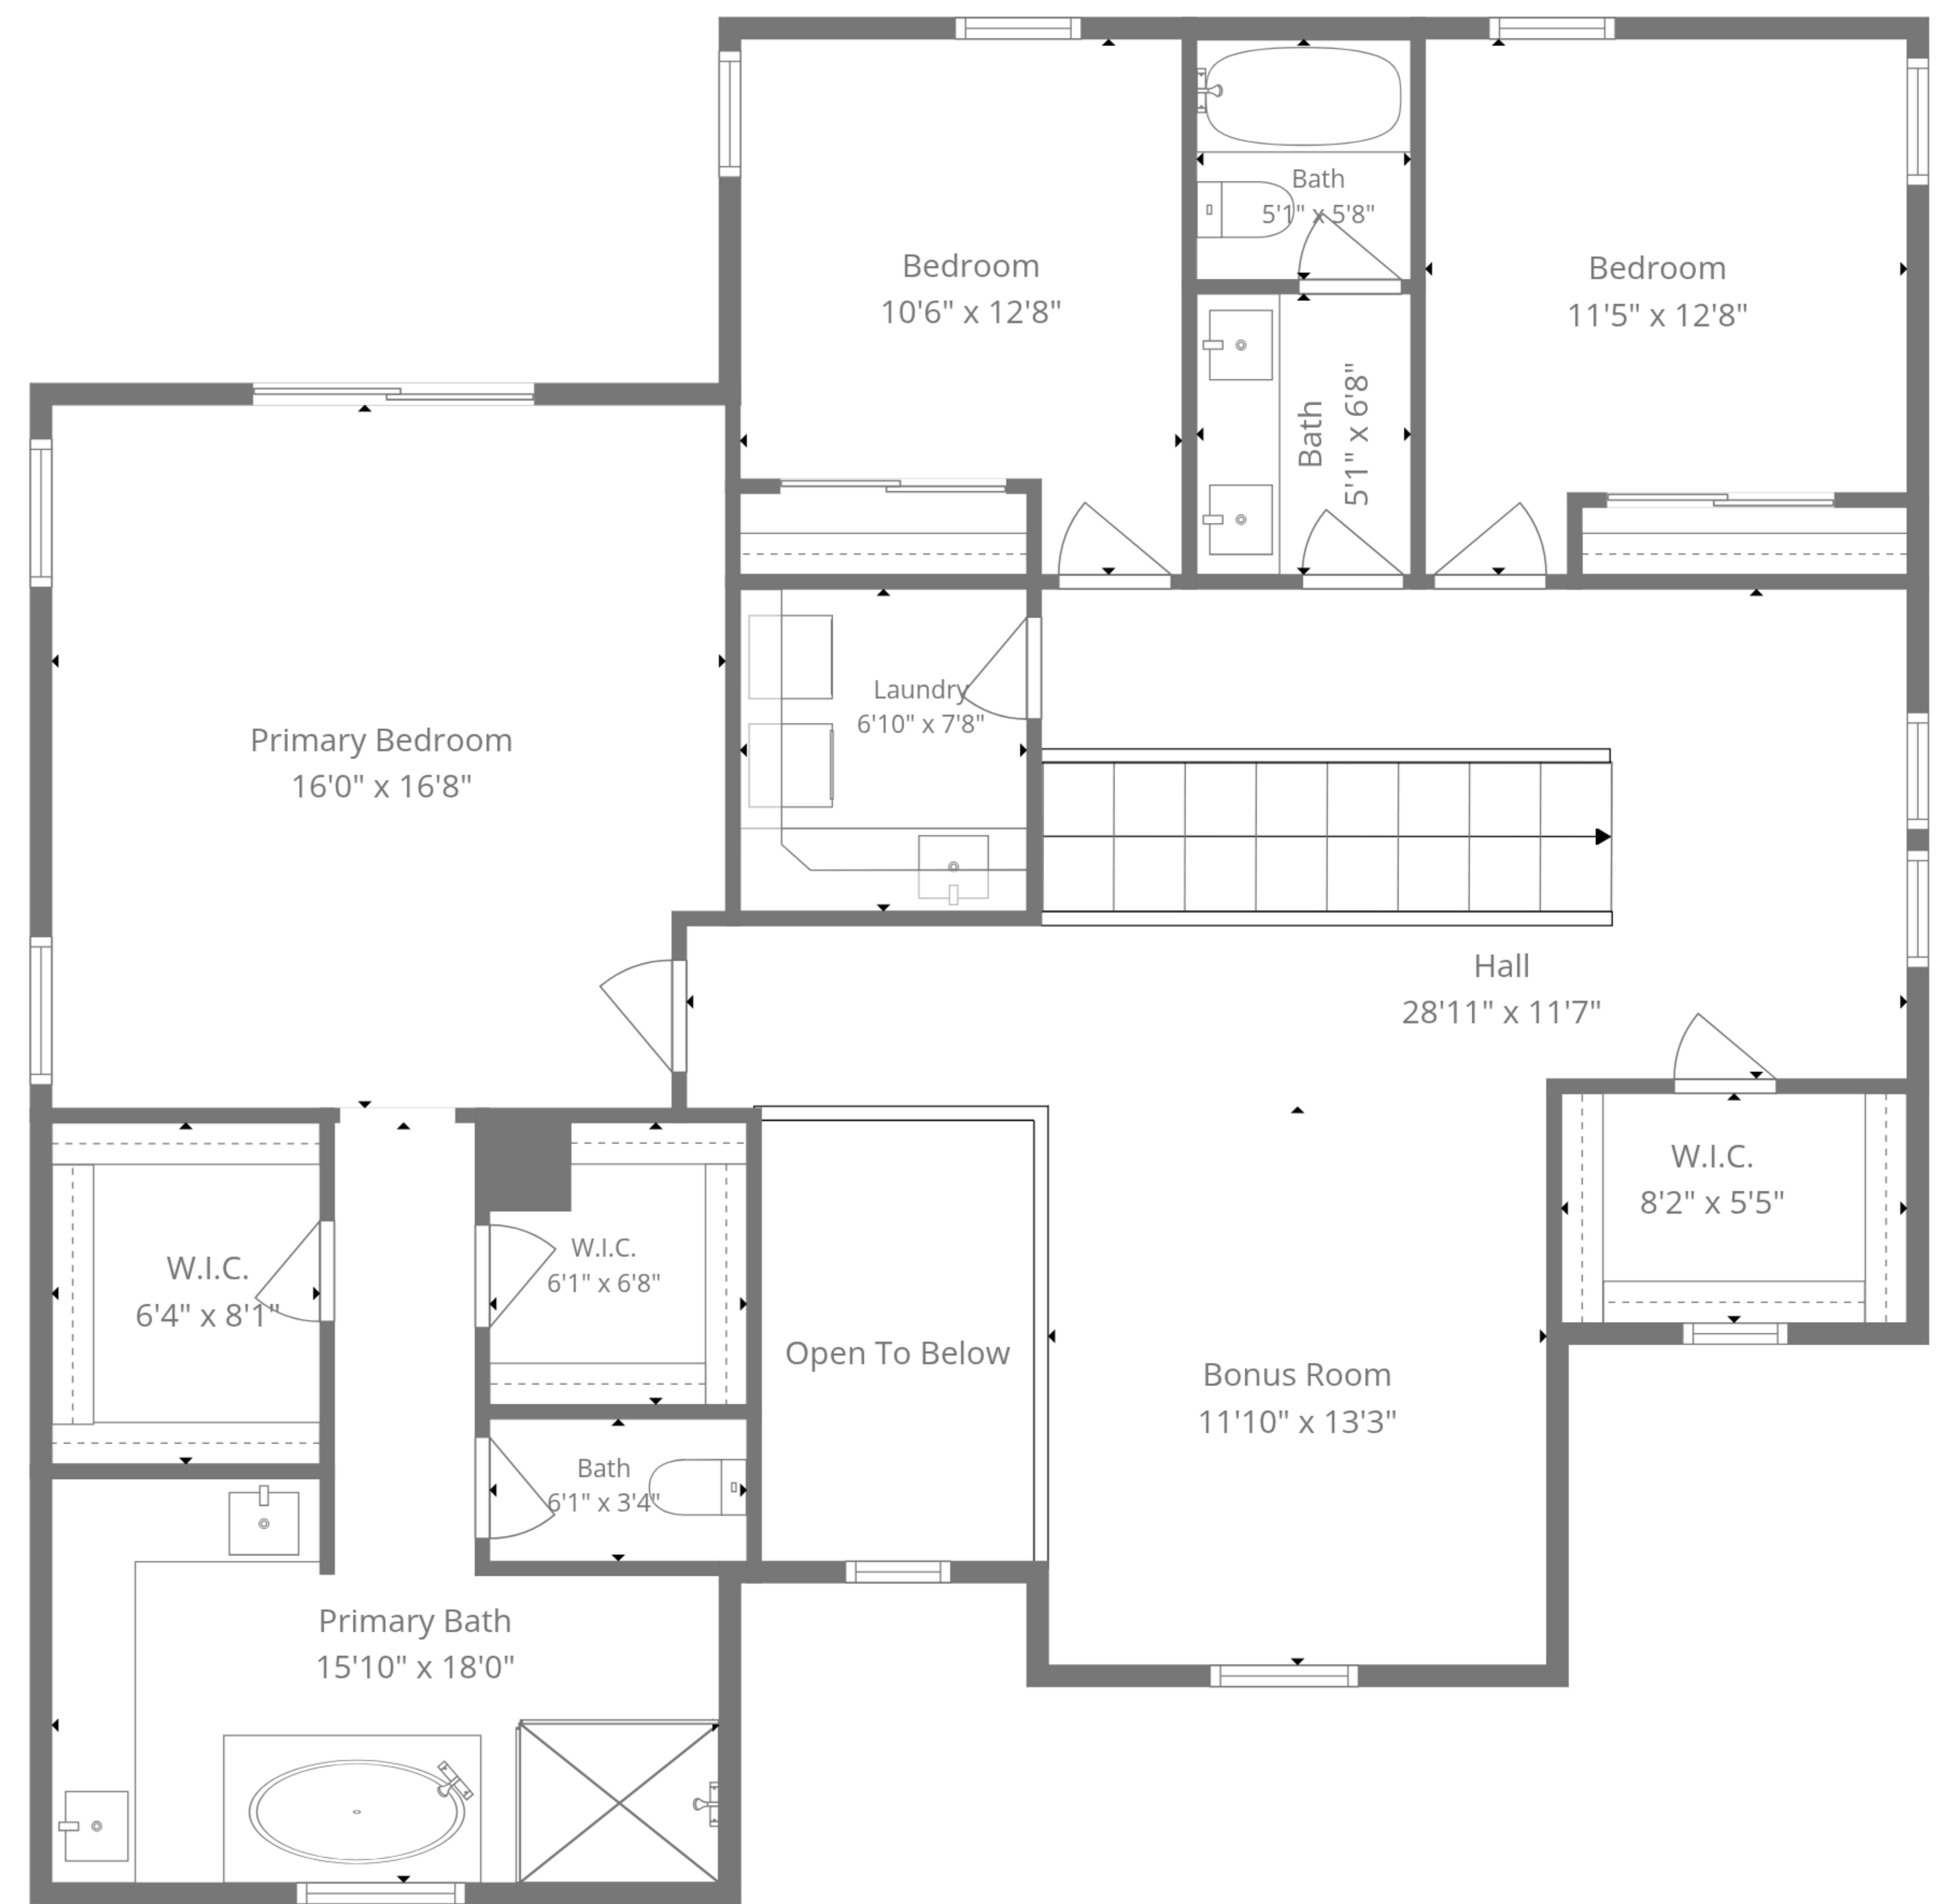 Bath
5'1" x 5'8"
Bedroom
10'6" x 12'8"
Bedroom
11'5" x 12'8"
Bath
5'1" x 6'8"
Laundry
6'10" x 7'8"
Primary Bedroom
16'0" x 16'8"
Hall
28'11" x 11'7"
W.I.C.
8'2" x 5'5"
W.I.C.
6'1" x 6'8"
W.I.C.
6'4" x 8'1"
Open To Below
Bonus Room
11'10" x 13'3"
Bath
6'1" x 3'4"
Primary Bath
15'10" x 18'0"